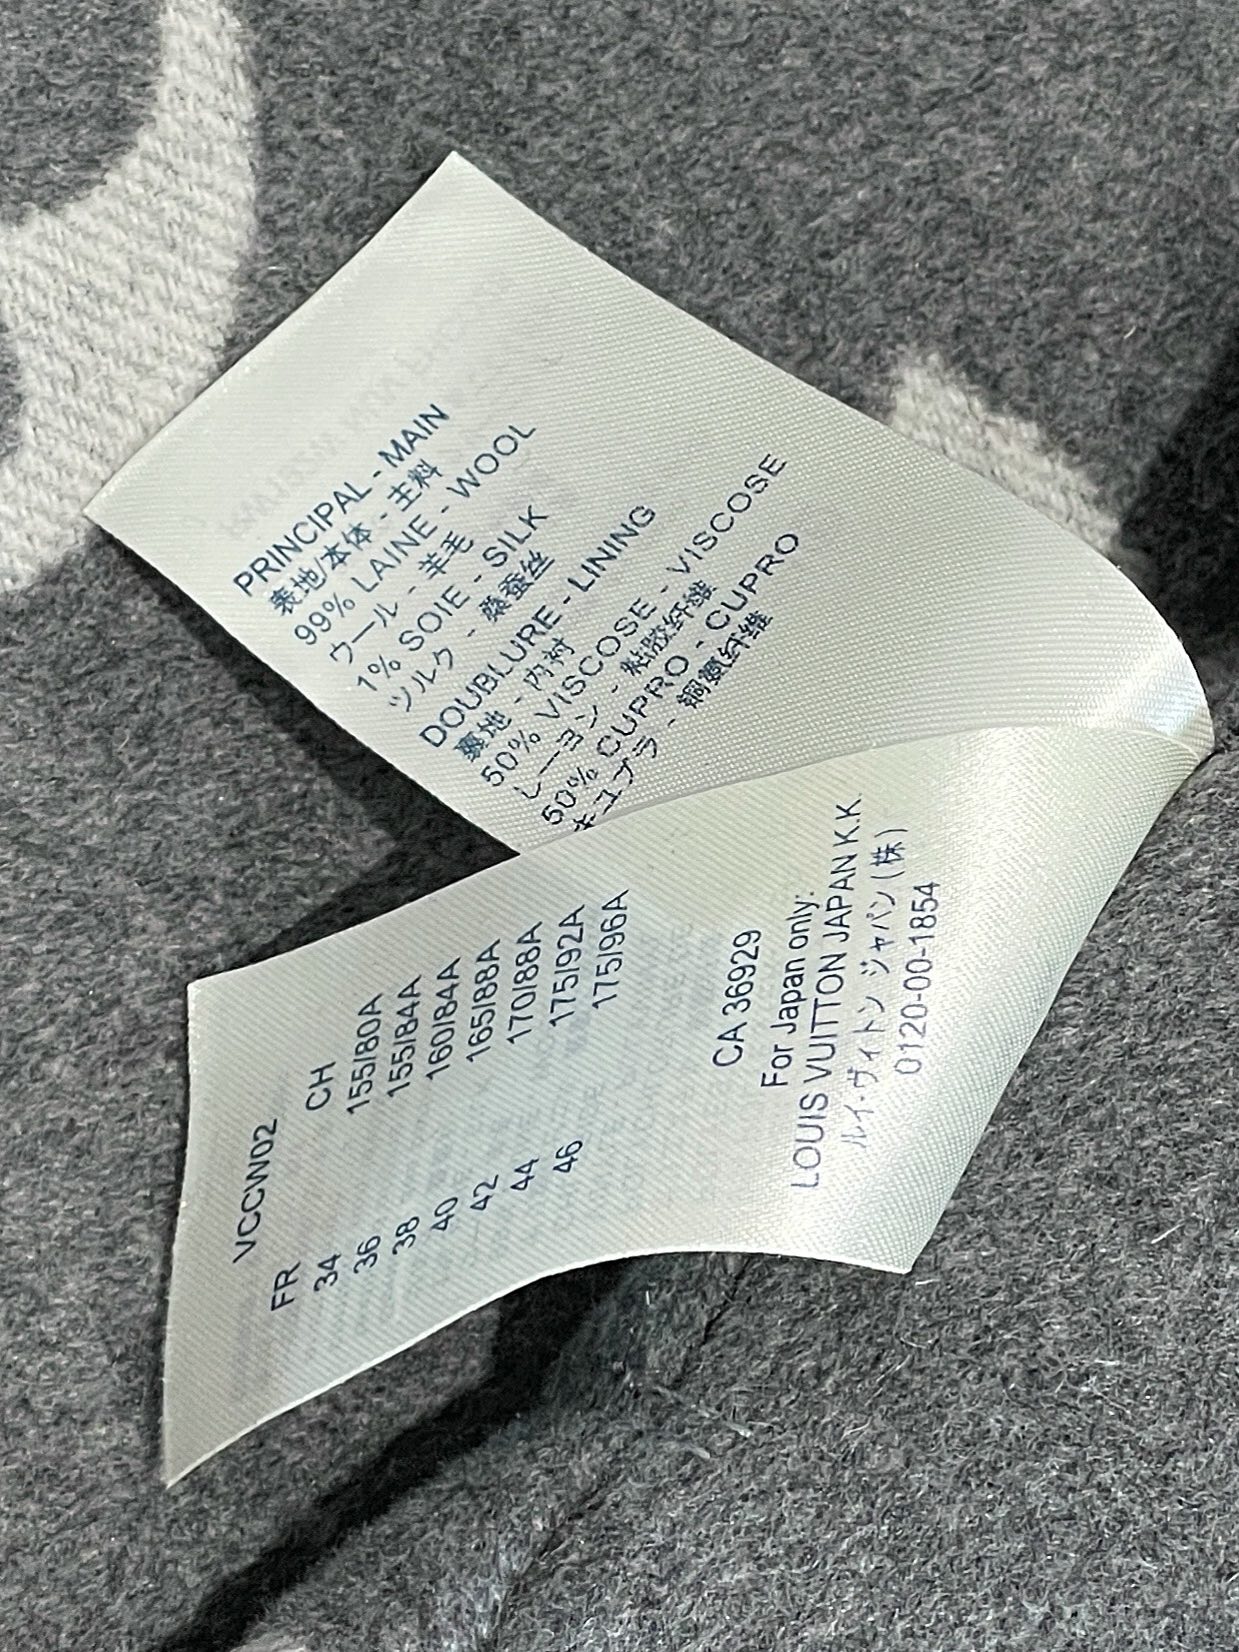 PRINCIPAL - MAIN
表地/本体 - 主料
99% LAINE - WOOL
ウール - 羊毛
1% SOIE - SILK
ツルク - 桑蚕丝
DOUBLURE - LINING
裏地 - 内衬
50% VISCOSE - VISCOSE
レーヨン - 粘胶纤维
50% CUPRO - CUPRO
キュプラ - 铜氨纤维
VCCW02
FR CH
34 155/80A
36 155/84A
38 160/84A
40 165/88A
42 170/88A
44 175/92A
46 175/96A
CA 36929
For Japan only:
LOUIS VUITTON JAPAN K.K.
ルイ・ヴィトン ジャパン(株)
0120-00-1854